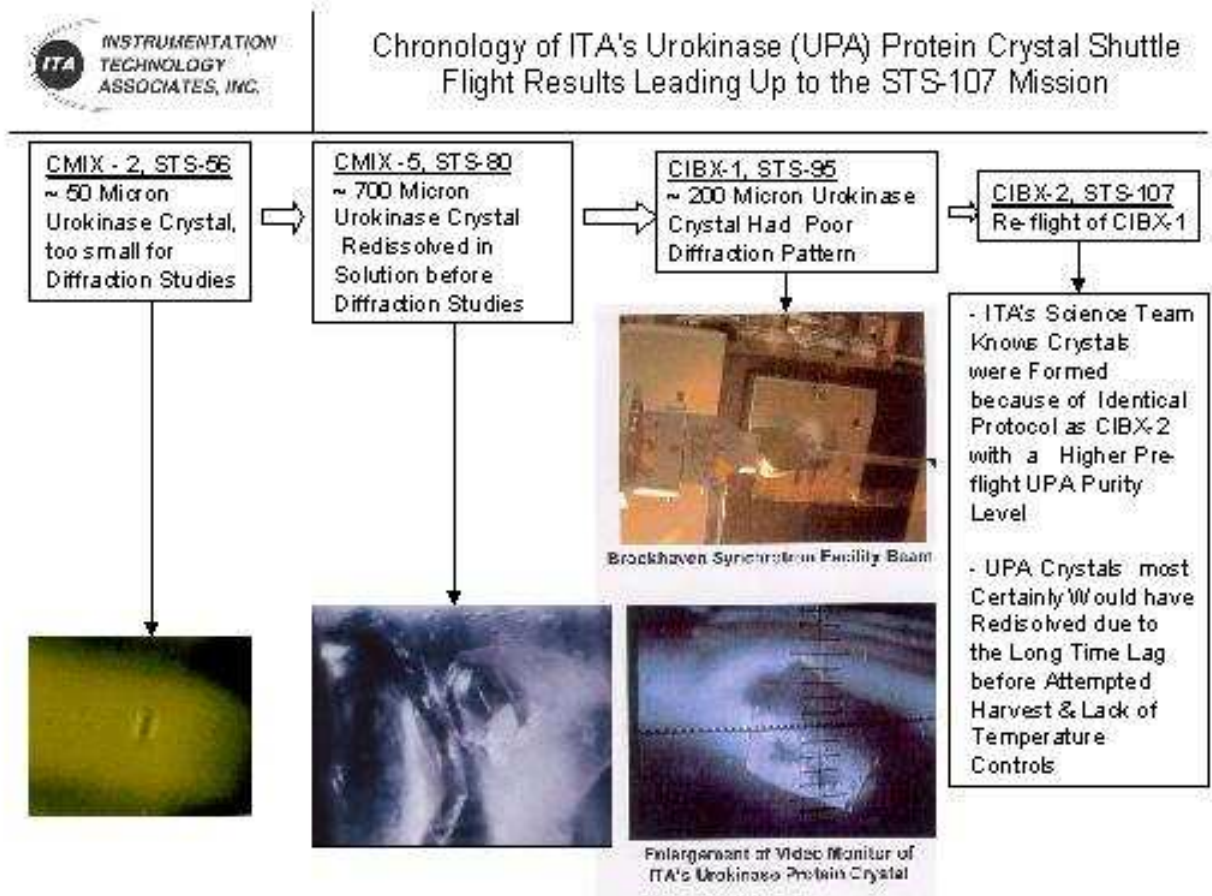 ITA
INSTRUMENTATION
TECHNOLOGY
ASSOCIATES, INC.
Chronology of ITA's Urokinase (UPA) Protein Crystal Shuttle
Flight Results Leading Up to the STS-107 Mission
CMIX - 2, STS-56
~ 50 Micron
Urokinase Crystal,
too small for
Diffraction Studies
CMIX -5, STS-80
~ 700 Micron
Urokinase Crystal
Redissolved in
Solution before
Diffraction Studies
CIBX-1, STS-95
~ 200 Micron Urokinase
Crystal Had Poor
Diffraction Pattern
CIBX-2, STS-107
Re-flight of CIBX-1
- ITA's Science Team
Knows Crystals
were Formed
because of Identical
Protocol as CIBX-2
with a Higher Pre-
flight UPA Purity
Level
- UPA Crystals most
Certainly Would have
Redisolved due to
the Long Time Lag
before Attempted
Harvest & Lack of
Temperature
Controls
Brookhaven Synchrotron Facility Beam
Enlargement of Video Monitor of
ITA's Urokinase Protein Crystal